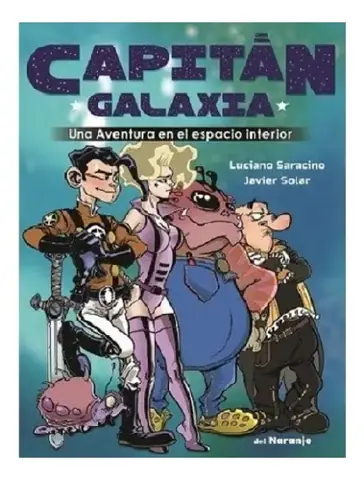 CAPITÁN
GALAXIA
Una Aventura en el espacio interior
Luciano Saracino
Javier Solar
del Naranjo